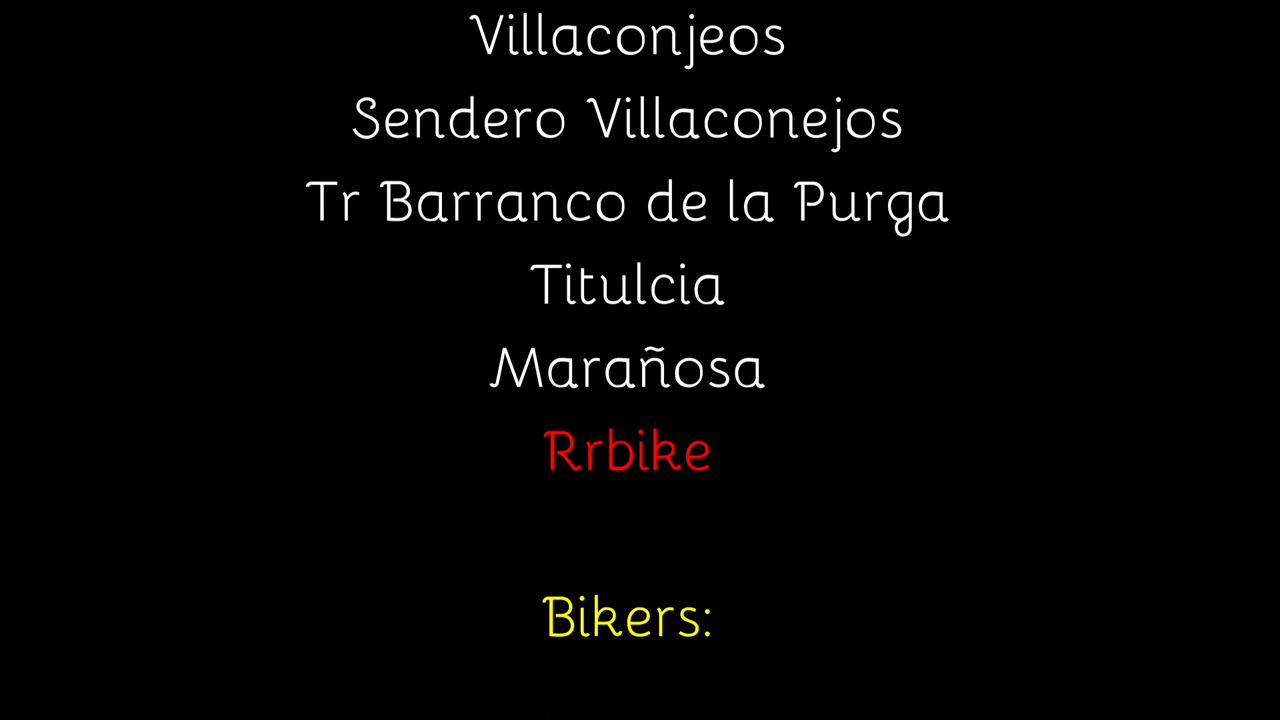 Villaconjeos
Sendero Villaconejos
Tr Barranco de la Purga
Titulcia
Marañosa
Rrbike
Bikers: